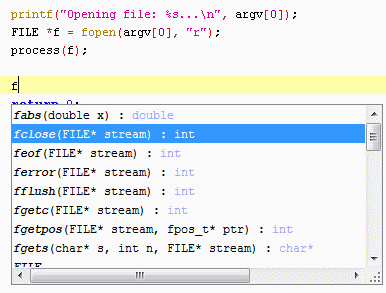 printf("Opening file: %s...\n", argv[0]);
FILE *f = fopen(argv[0], "r");
process(f);
f
return 0;
fabs(double x) : double
fclose(FILE* stream) : int
feof(FILE* stream) : int
ferror(FILE* stream) : int
fflush(FILE* stream) : int
fgetc(FILE* stream) : int
fgetpos(FILE* stream, fpos_t* ptr) : int
fgets(char* s, int n, FILE* stream) : char*
FILE